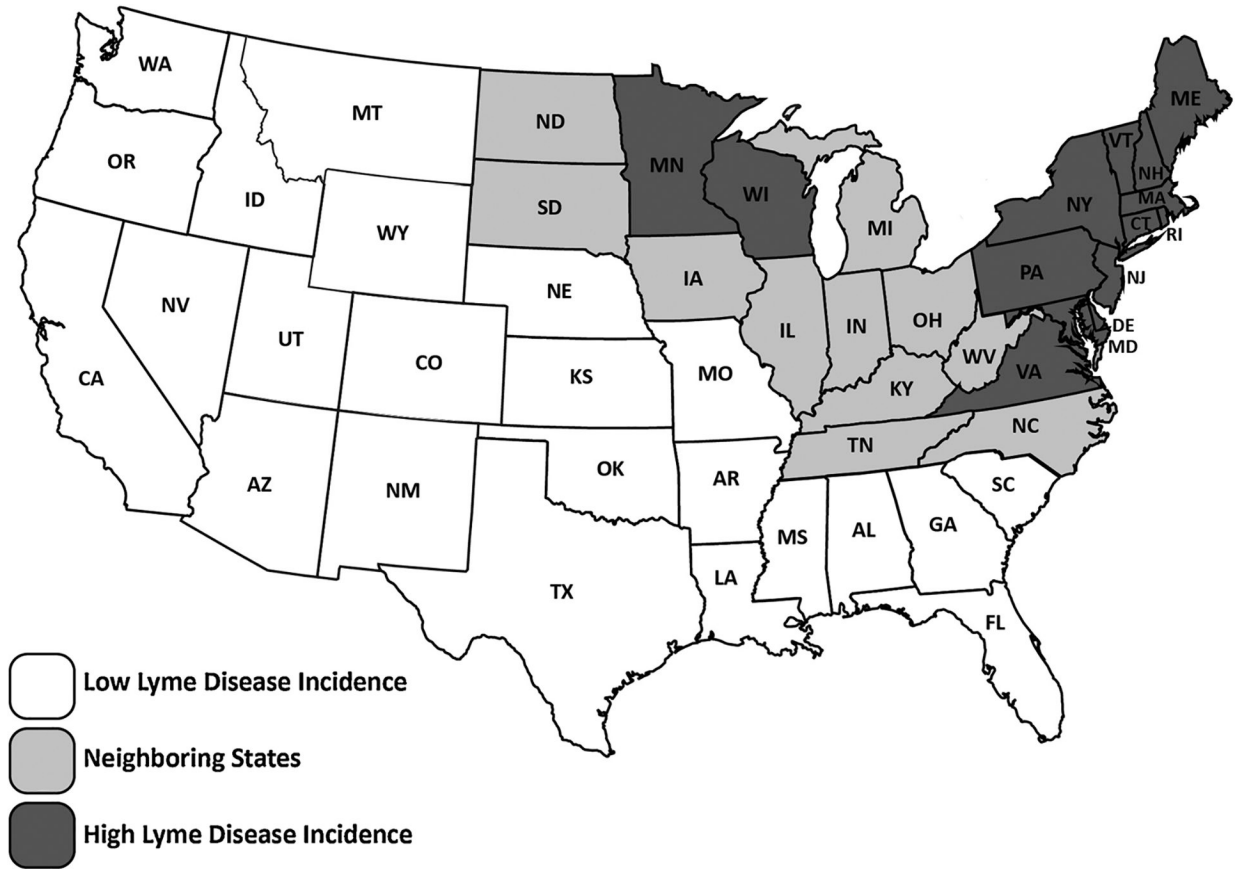 WA
MT
ND
ME
OR
MN
VT
ID
NH
SD
WI
NY
MA
WY
MI
CT
RI
IA
PA
NE
NJ
NV
OH
IL
IN
DE
UT
MD
WV
CO
VA
CA
KS
MO
KY
NC
TN
OK
AZ
AR
SC
NM
MS
AL
GA
LA
TX
FL
Low Lyme Disease Incidence
Neighboring States
High Lyme Disease Incidence